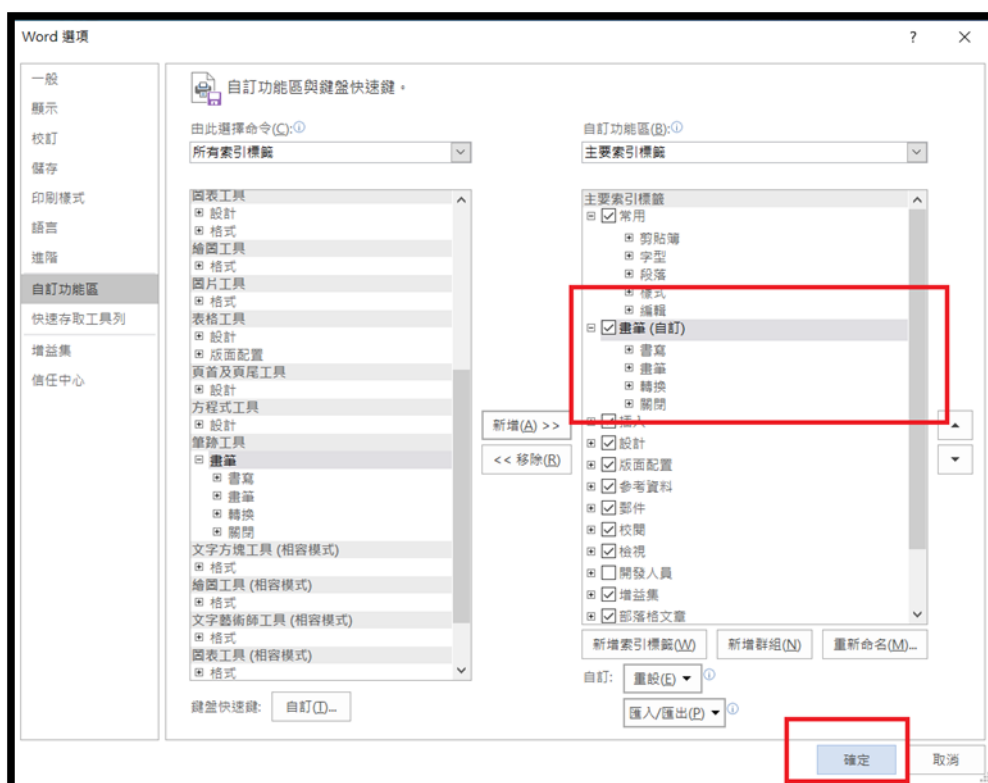 Word 選項
?
一般
顯示
校訂
儲存
印刷樣式
語言
進階
自訂功能區
快速存取工具列
增益集
信任中心
自訂功能區與鍵盤快速鍵。
由此選擇命令(C):
所有索引標籤
圖表工具
設計
格式
繪圖工具
格式
圖片工具
格式
表格工具
設計
版面配置
頁首及頁尾工具
設計
方程式工具
設計
筆跡工具
畫筆
書寫
畫筆
轉換
關閉
文字方塊工具 (相容模式)
格式
繪圖工具 (相容模式)
格式
文字藝術師工具 (相容模式)
格式
圖表工具 (相容模式)
格式
鍵盤快速鍵: 自訂(T)...
新增(A) >>
<< 移除(R)
自訂功能區(B):
主要索引標籤
主要索引標籤
常用
剪貼簿
字型
段落
樣式
編輯
畫筆 (自訂)
書寫
畫筆
轉換
關閉
插入
設計
版面配置
參考資料
郵件
校閱
檢視
開發人員
增益集
部落格文章
新增索引標籤(W) 新增群組(N) 重新命名(M)...
自訂: 重設(E)
匯入/匯出(P)
確定 取消